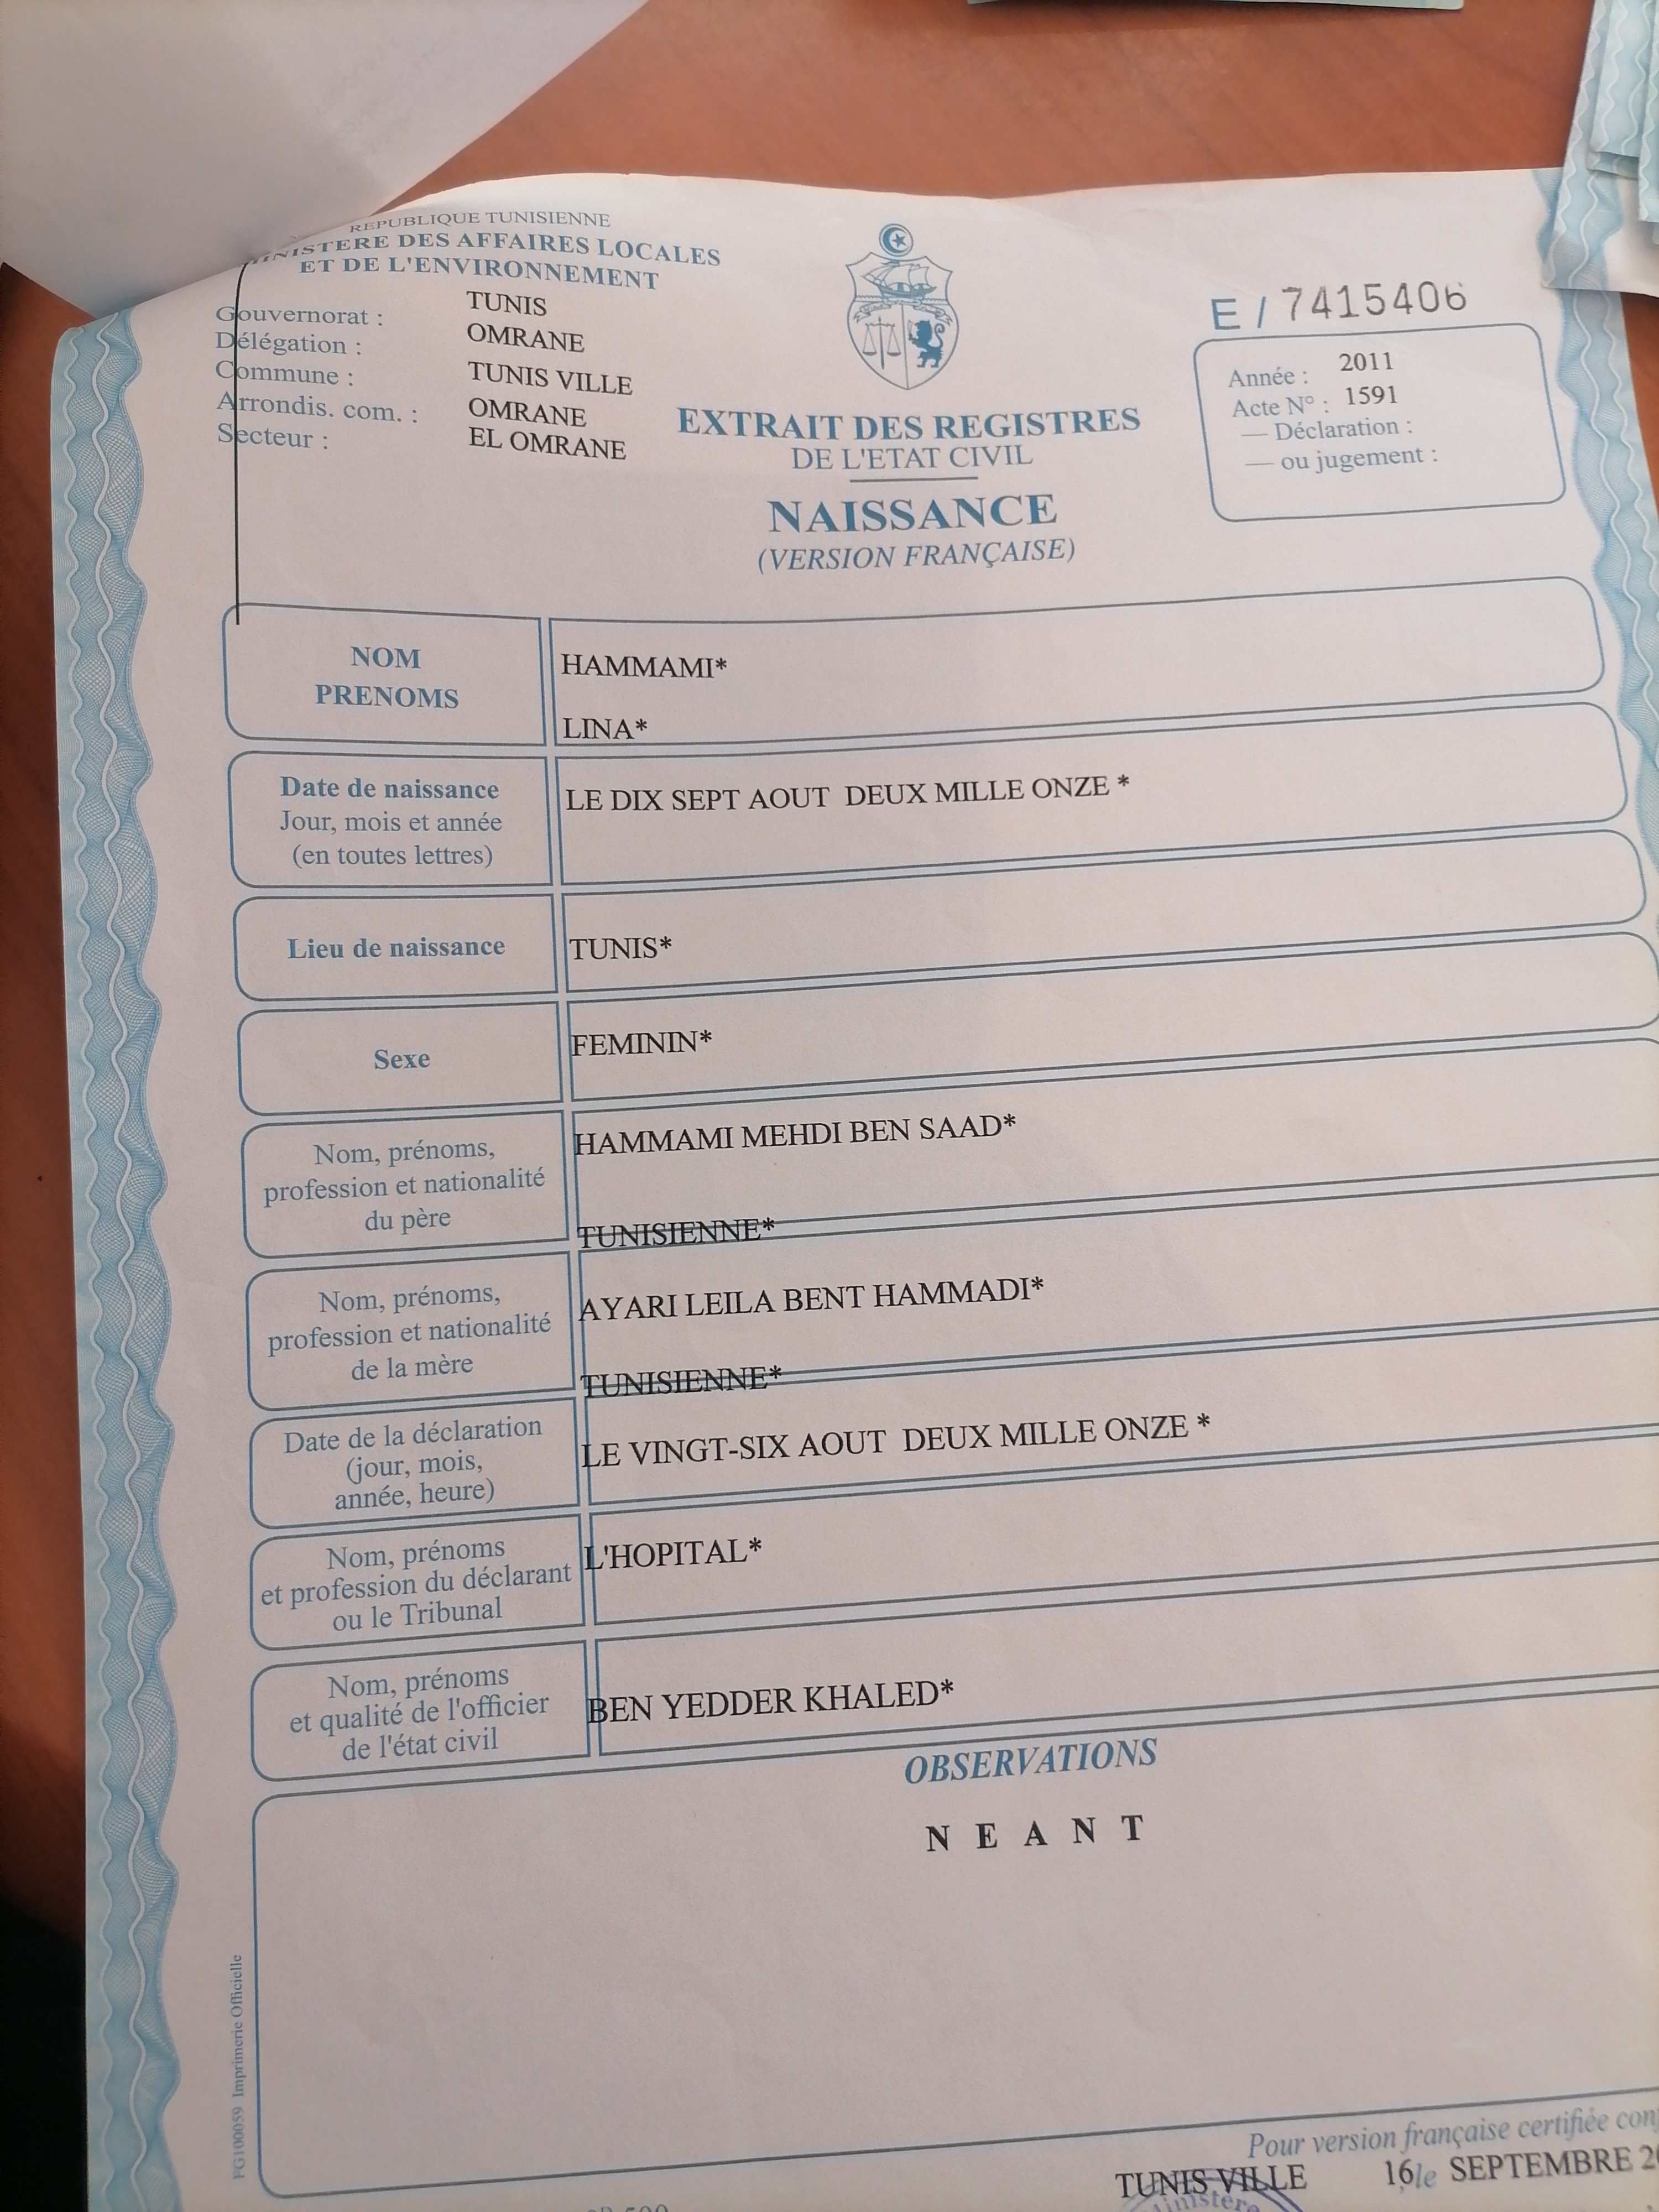 REPUBLIQUE TUNISIENNE
MINISTERE DES AFFAIRES LOCALES
ET DE L'ENVIRONNEMENT
Gouvernorat : TUNIS
Délégation : OMRANE
Commune : TUNIS VILLE
Arrondis. com. : OMRANE
Secteur : EL OMRANE
E / 7415406
Année : 2011
Acte N° : 1591
— Déclaration :
— ou jugement :
EXTRAIT DES REGISTRES
DE L'ETAT CIVIL
NAISSANCE
(VERSION FRANÇAISE)
NOM
PRENOMS
HAMMAMI*
LINA*
Date de naissance
Jour, mois et année
(en toutes lettres)
LE DIX SEPT AOUT DEUX MILLE ONZE *
Lieu de naissance
TUNIS*
Sexe
FEMININ*
Nom, prénoms,
profession et nationalité
du père
HAMMAMI MEHDI BEN SAAD*
TUNISIENNE*
Nom, prénoms,
profession et nationalité
de la mère
AYARI LEILA BENT HAMMADI*
TUNISIENNE*
Date de la déclaration
(jour, mois,
année, heure)
LE VINGT-SIX AOUT DEUX MILLE ONZE *
Nom, prénoms
et profession du déclarant
ou le Tribunal
L'HOPITAL*
Nom, prénoms
et qualité de l'officier
de l'état civil
BEN YEDDER KHALED*
OBSERVATIONS
N E A N T
FG100059 Imprimerie Officielle
Pour version française certifiée
TUNIS VILLE 16 le SEPTEMBRE